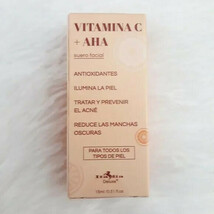 VITAMINA C
+ AHA
suero facial
ANTIOXIDANTES
ILUMINA LA PIEL
TRATAR Y PREVENIR
EL ACNÉ
REDUCE LAS MANCHAS
OSCURAS
PARA TODOS LOS
TIPOS DE PIEL
Deluxe